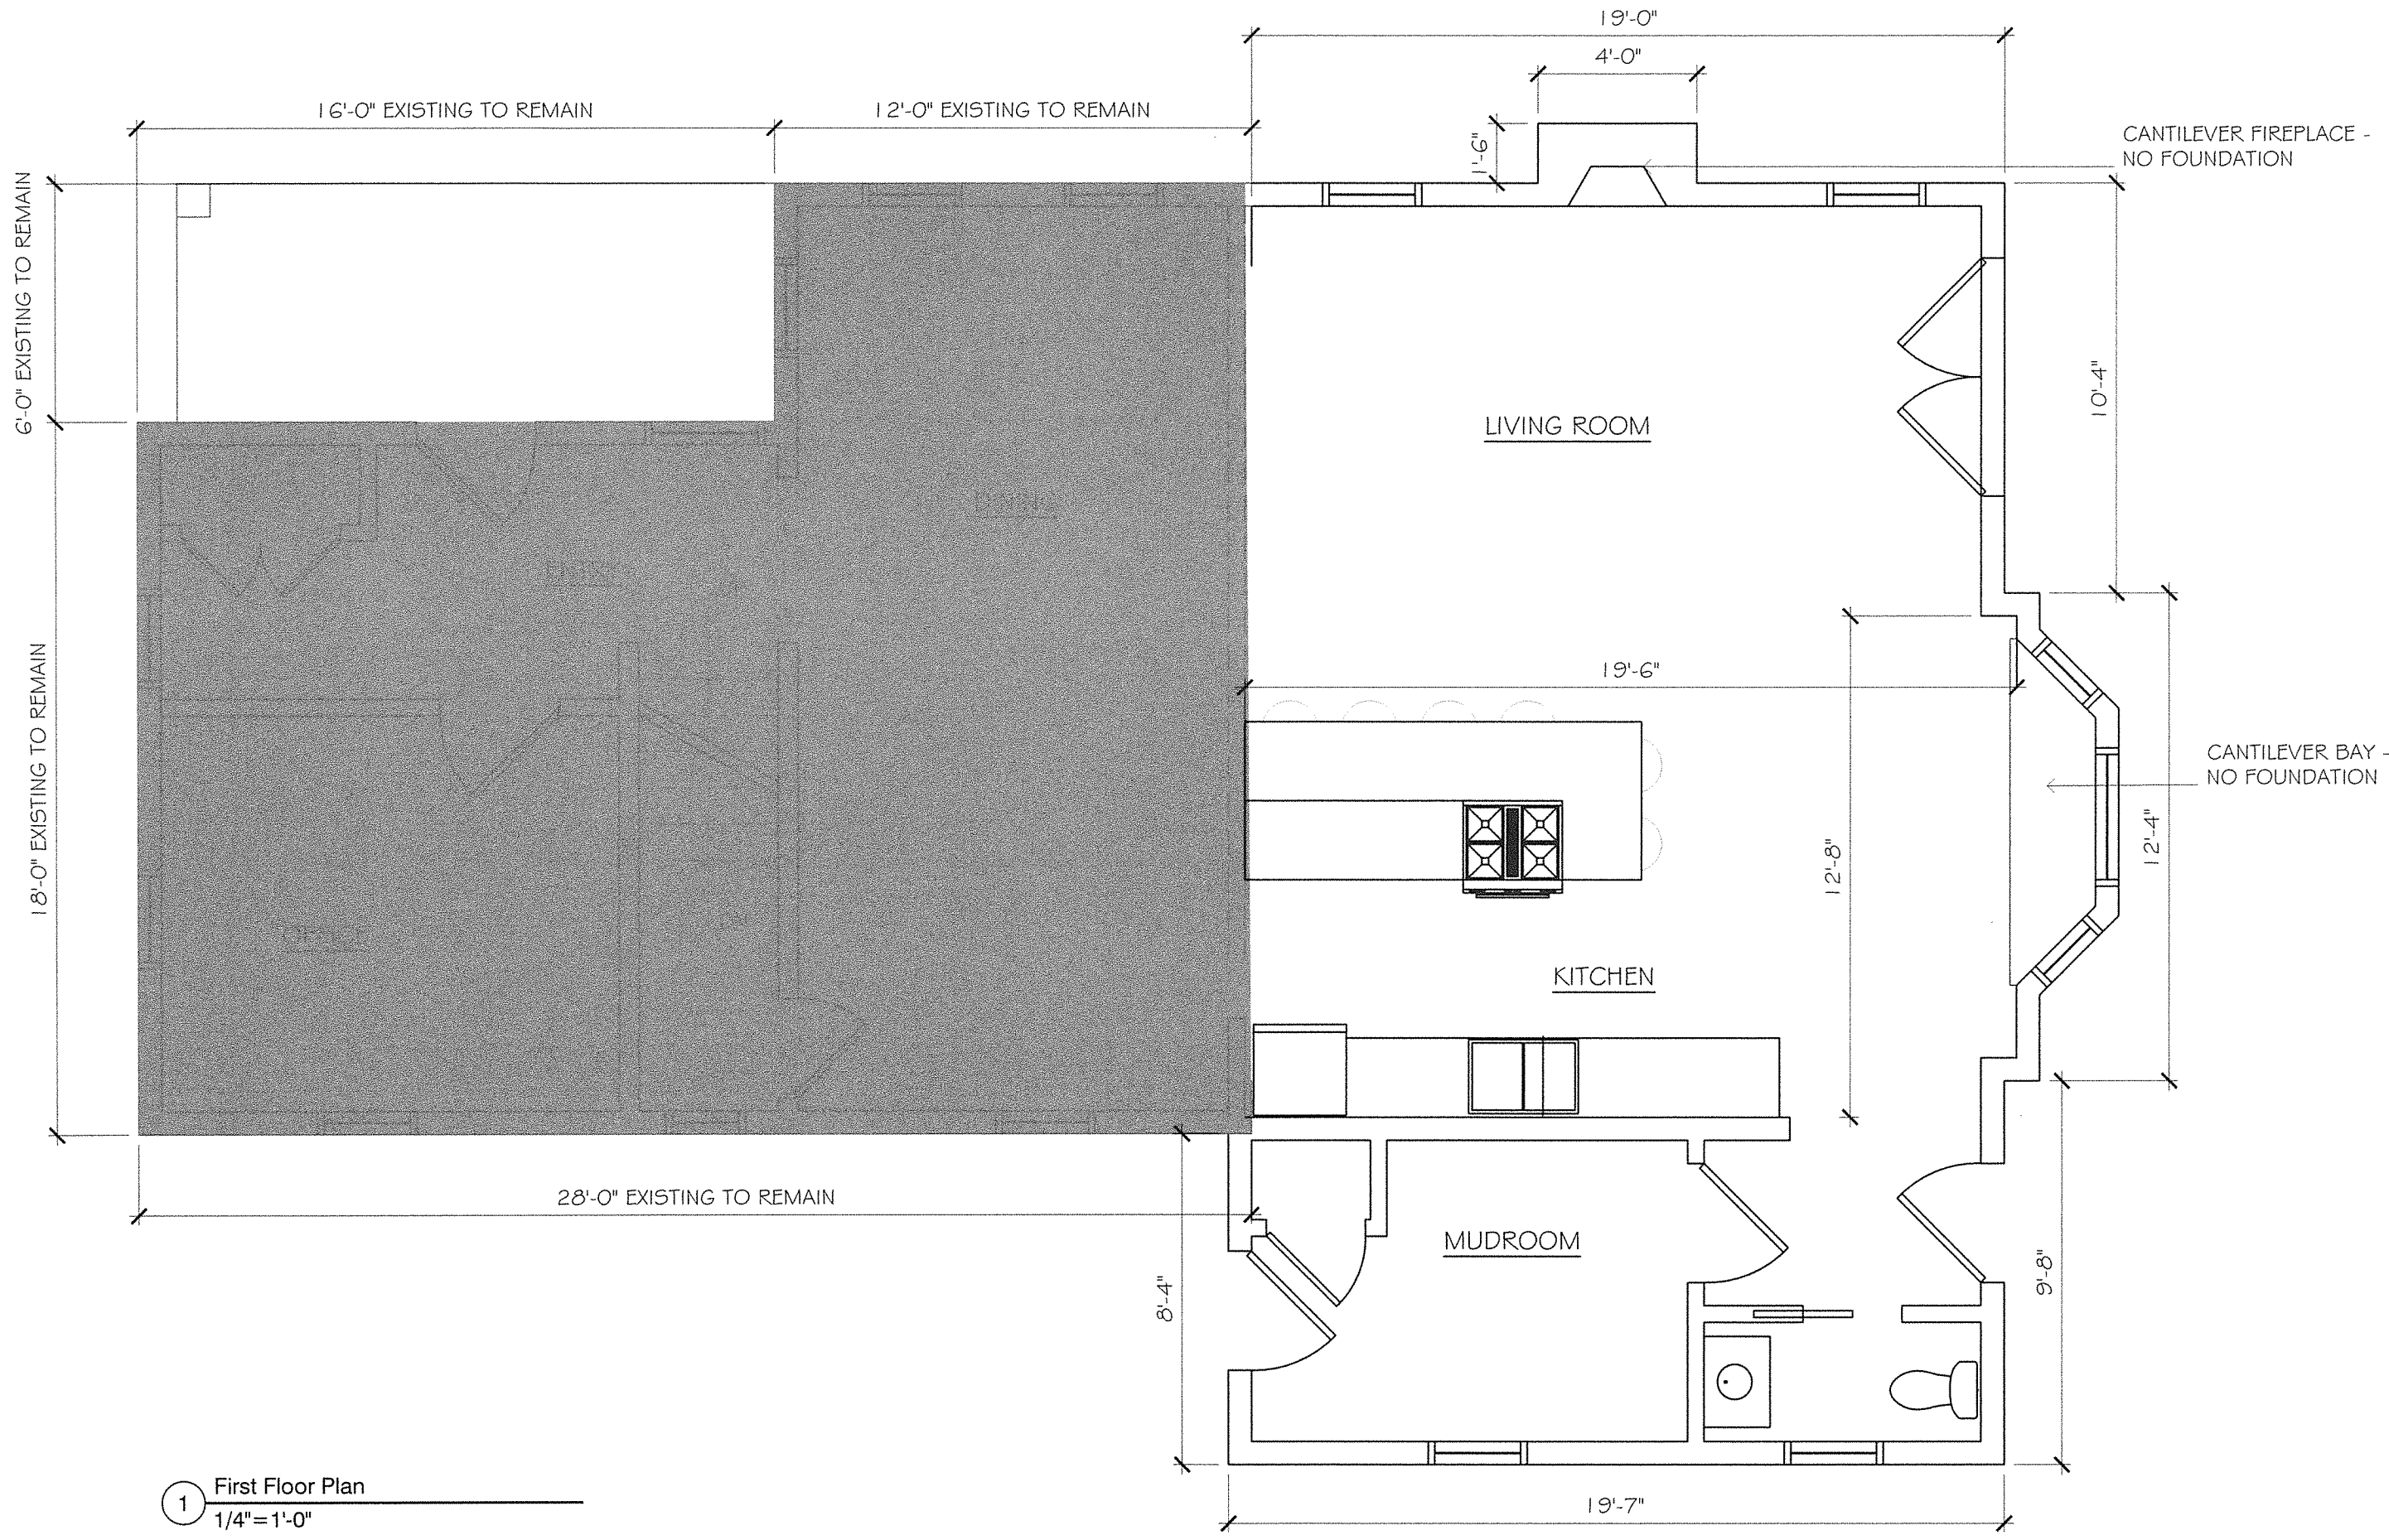 19'-0"
4'-0"
16'-0" EXISTING TO REMAIN
12'-0" EXISTING TO REMAIN
1'-6"
CANTILEVER FIREPLACE -
NO FOUNDATION
6'-0" EXISTING TO REMAIN
10'-4"
LIVING ROOM
18'-0" EXISTING TO REMAIN
19'-6"
CANTILEVER BAY -
NO FOUNDATION
12'-8"
12'-4"
KITCHEN
28'-0" EXISTING TO REMAIN
MUDROOM
8'-4"
9'-8"
1
First Floor Plan
1/4"=1'-0"
19'-7"